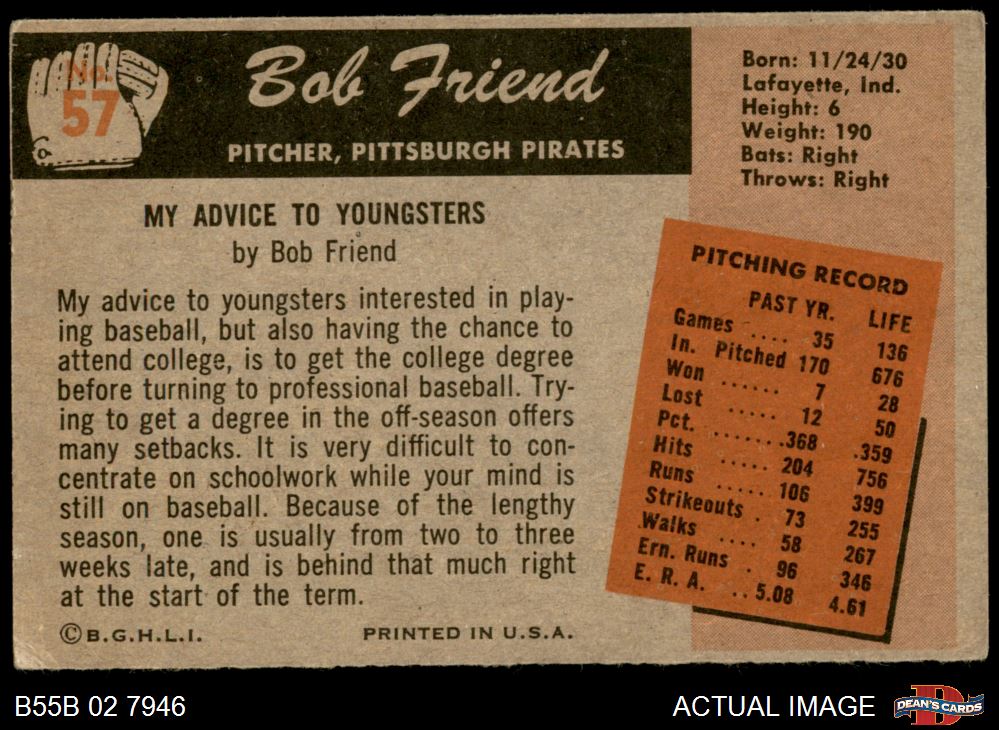 No.
57
Bob Friend
PITCHER, PITTSBURGH PIRATES
Born: 11/24/30
Lafayette, Ind.
Height: 6
Weight: 190
Bats: Right
Throws: Right
MY ADVICE TO YOUNGSTERS
by Bob Friend
My advice to youngsters interested in play-
ing baseball, but also having the chance to
attend college, is to get the college degree
before turning to professional baseball. Try-
ing to get a degree in the off-season offers
many setbacks. It is very difficult to con-
centrate on schoolwork while your mind is
still on baseball. Because of the lengthy
season, one is usually from two to three
weeks late, and is behind that much right
at the start of the term.
©B.G.H.L.I. PRINTED IN U.S.A.
PITCHING RECORD
PAST YR. LIFE
Games .... 35 136
In. Pitched 170 676
Won ...... 7 28
Lost ..... 12 50
Pct. .......368 .359
Hits ..... 204 756
Runs ..... 106 399
Strikeouts . 73 255
Walks .... 58 267
Ern. Runs . 96 346
E. R. A. .. 5.08 4.61
B55B 02 7946
ACTUAL IMAGE
D
DEAN'S CARDS